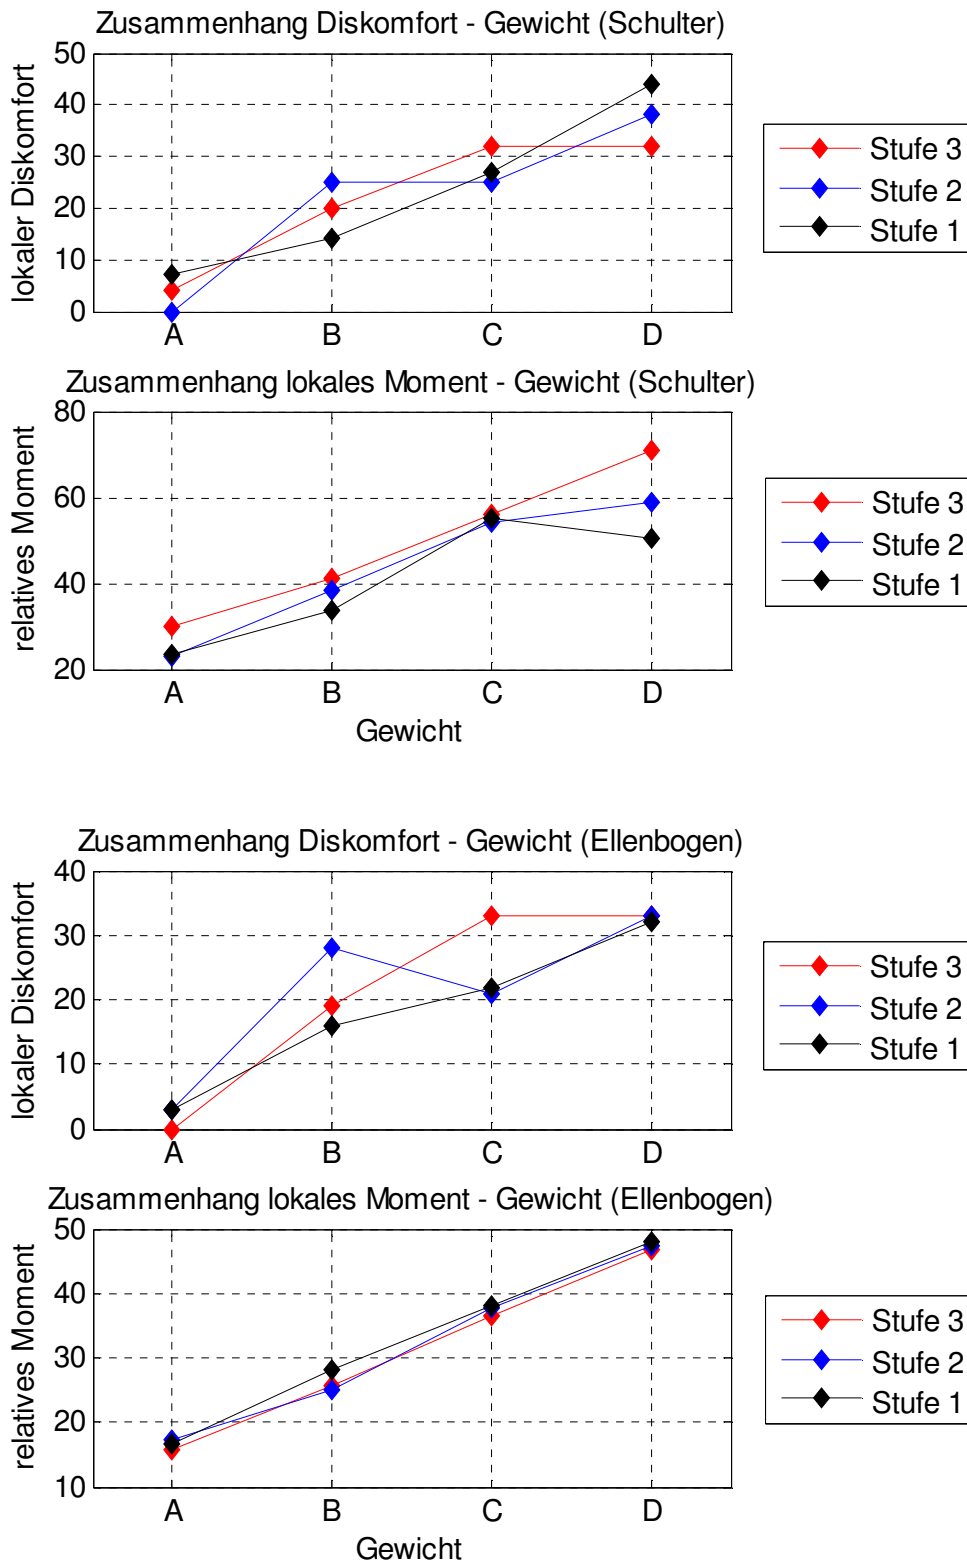 Zusammenhang Diskomfort - Gewicht (Schulter)
lokaler Diskomfort
50
40
30
20
10
0
A B C D
Stufe 3
Stufe 2
Stufe 1
Zusammenhang lokales Moment - Gewicht (Schulter)
relatives Moment
80
60
40
20
A B C D
Gewicht
Stufe 3
Stufe 2
Stufe 1
Zusammenhang Diskomfort - Gewicht (Ellenbogen)
lokaler Diskomfort
40
30
20
10
0
A B C D
Stufe 3
Stufe 2
Stufe 1
Zusammenhang lokales Moment - Gewicht (Ellenbogen)
relatives Moment
50
40
30
20
10
A B C D
Gewicht
Stufe 3
Stufe 2
Stufe 1